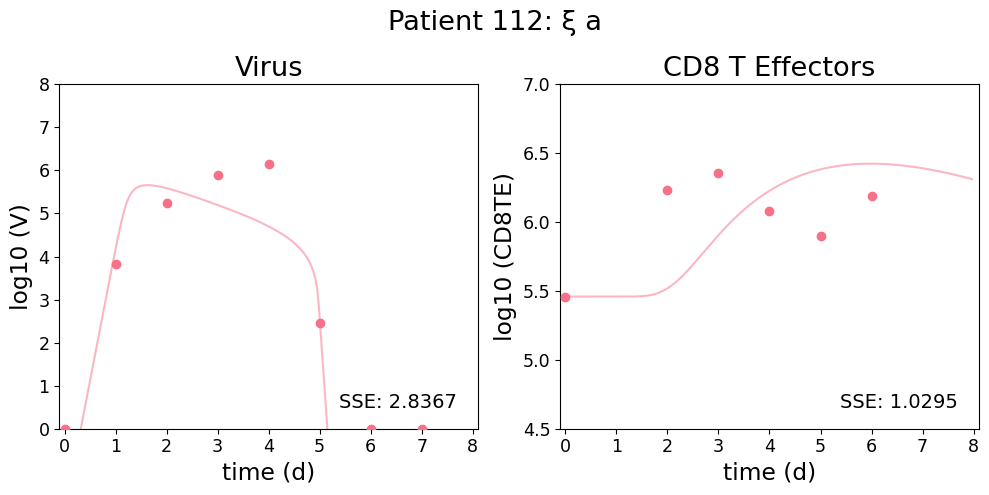 Patient 112: ξ a
Virus
CD8 T Effectors
log10 (V)
8
7
6
5
4
3
2
1
0
SSE: 2.8367
0 1 2 3 4 5 6 7 8
time (d)
log10 (CD8TE)
7.0
6.5
6.0
5.5
5.0
4.5
SSE: 1.0295
0 1 2 3 4 5 6 7 8
time (d)